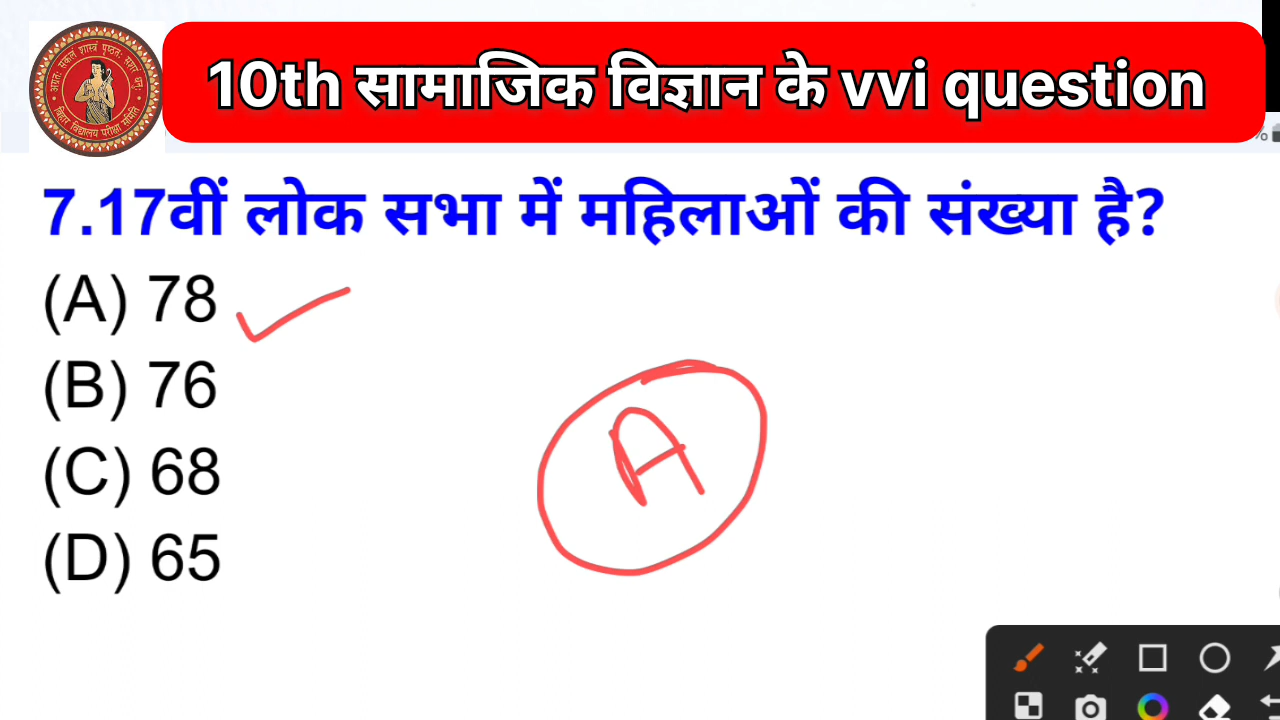 10th सामाजिक विज्ञान के vvi question
7.17वीं लोक सभा में महिलाओं की संख्या है?
(A) 78
(B) 76
(C) 68
(D) 65
A